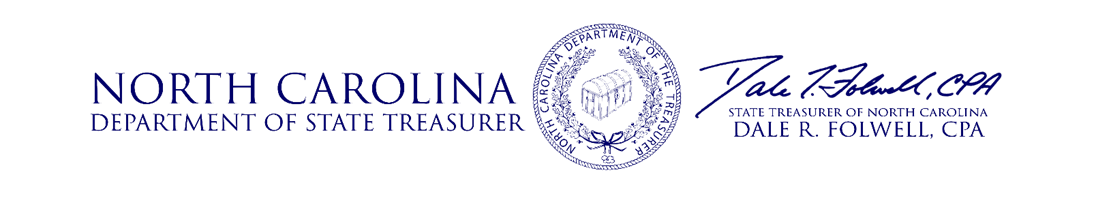 NORTH CAROLINA
DEPARTMENT OF STATE TREASURER
NORTH CAROLINA DEPARTMENT OF THE TREASURER
Dale T. Folwell, CPA
STATE TREASURER OF NORTH CAROLINA
DALE R. FOLWELL, CPA